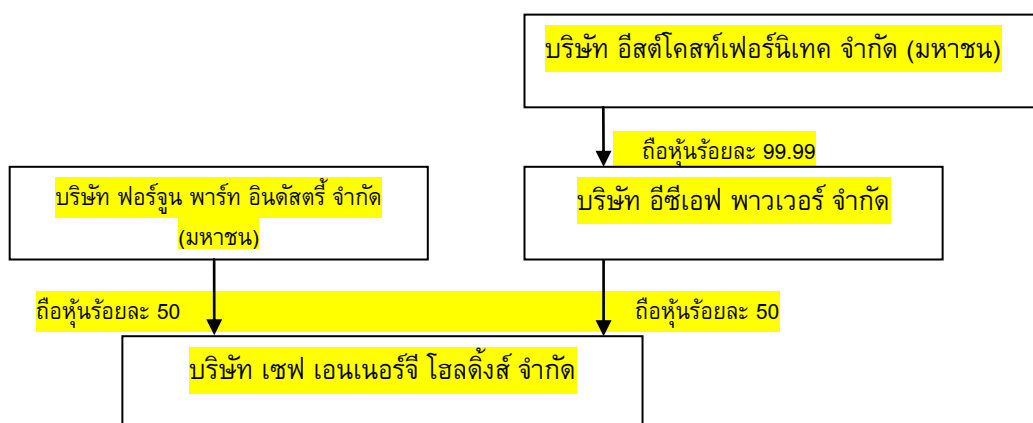 บริษัท อีสต์โคสท์เฟอร์นิเทค จำกัด (มหาชน)
ถือหุ้นร้อยละ 99.99
บริษัท ฟอร์จูน พาร์ท อินดัสตรี้ จำกัด
(มหาชน)
บริษัท อีซีเอฟ พาวเวอร์ จำกัด
ถือหุ้นร้อยละ 50
ถือหุ้นร้อยละ 50
บริษัท เซฟ เอนเนอร์จี โฮลดิ้งส์ จำกัด